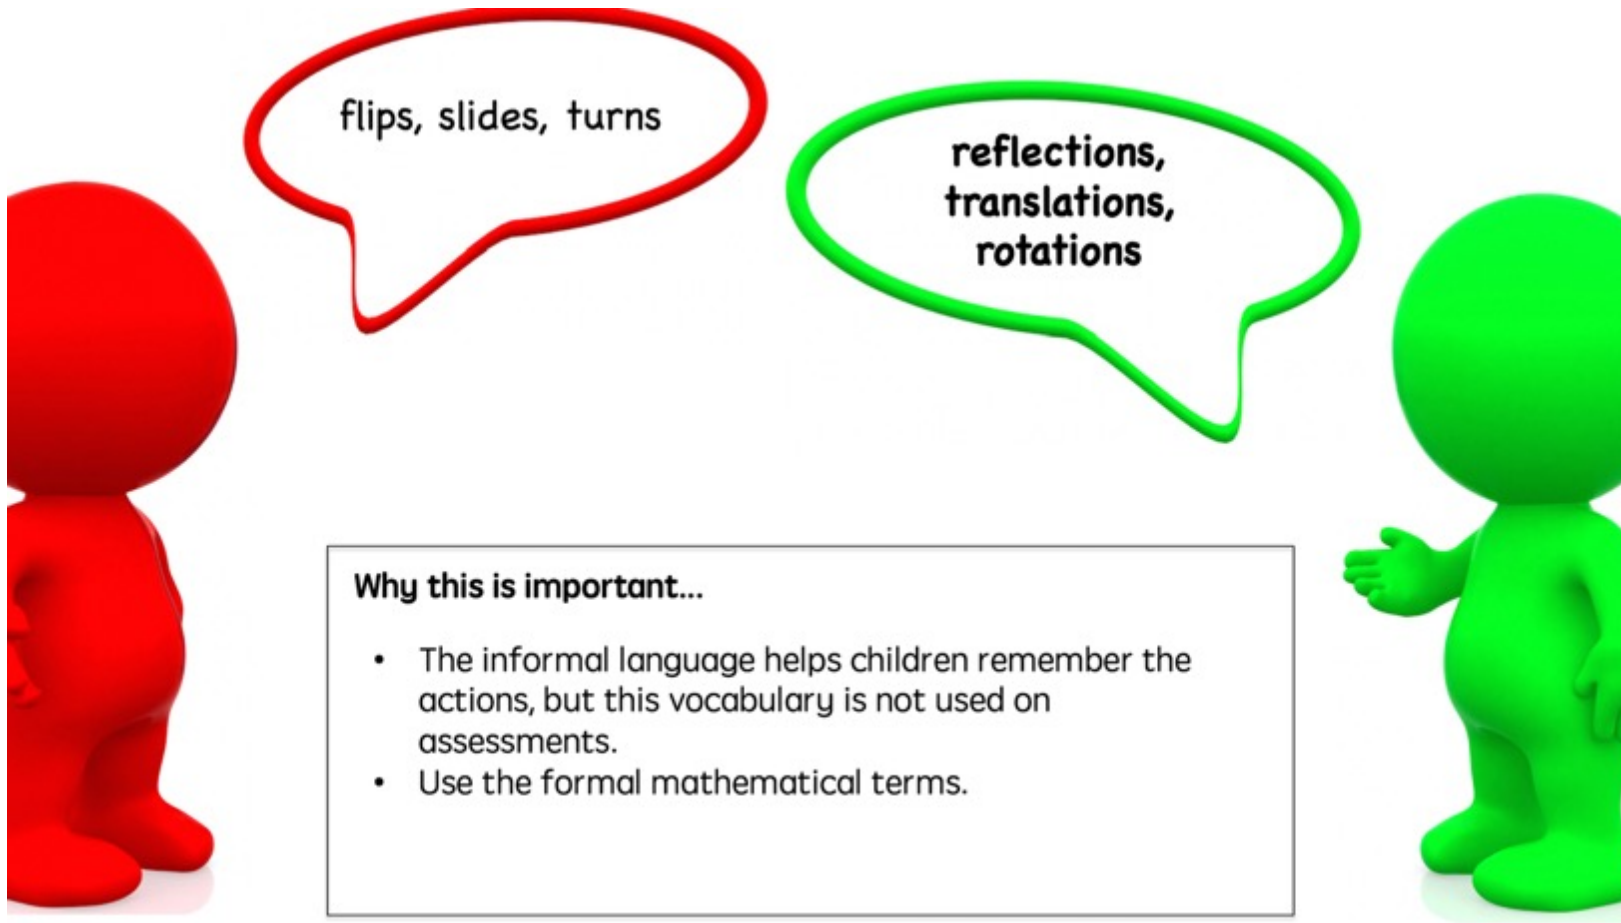 flips, slides, turns
reflections,
translations,
rotations
Why this is important...
• The informal language helps children remember the
actions, but this vocabulary is not used on
assessments.
• Use the formal mathematical terms.